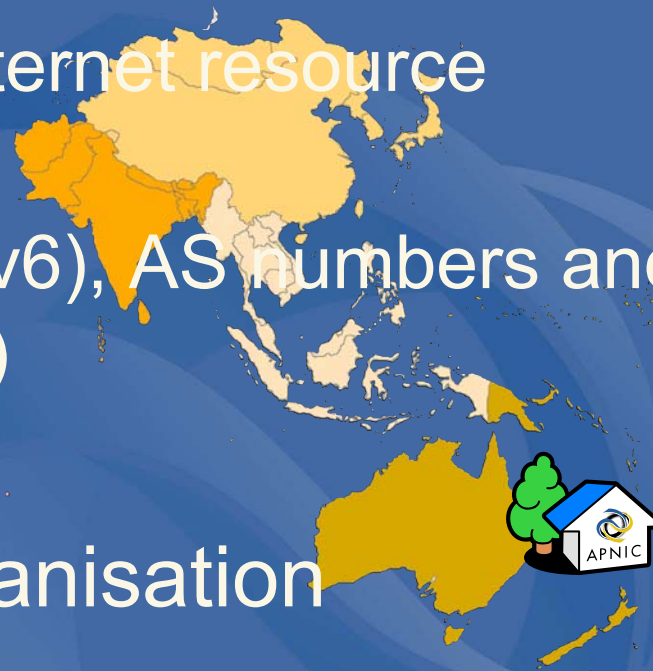 ternet resource
v6), AS numbers and
)
anisation
APNIC